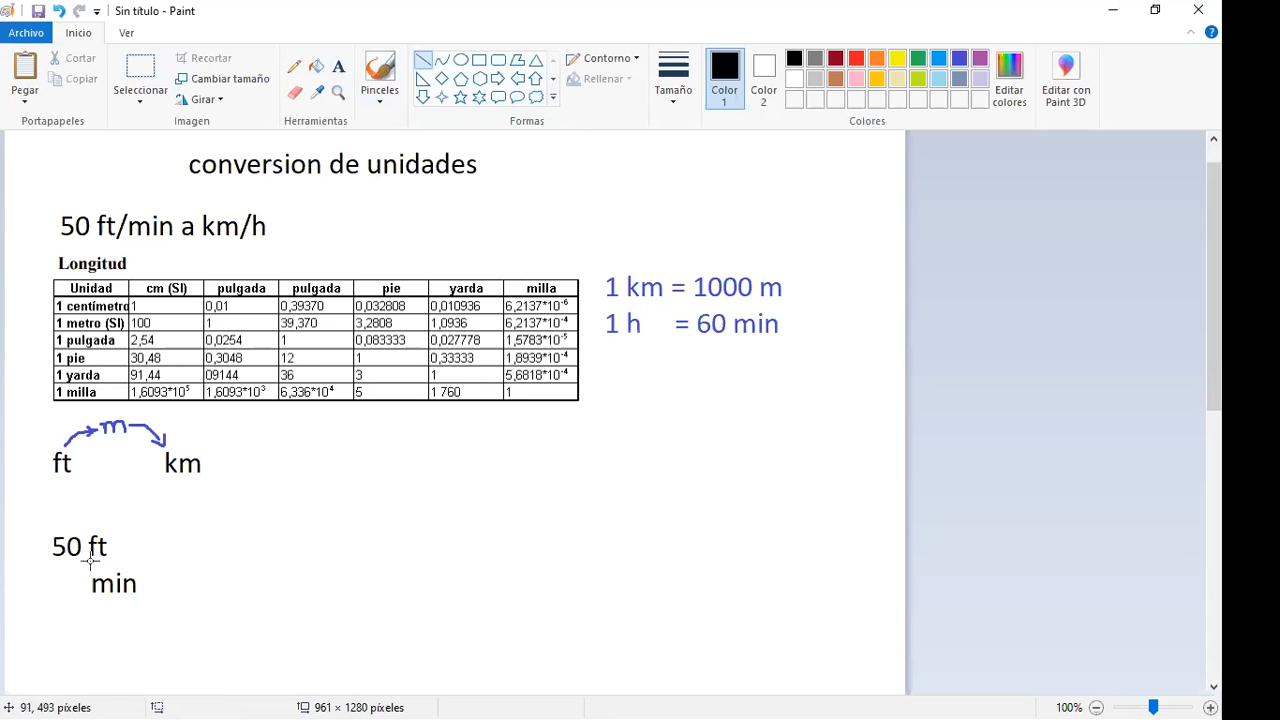 Sin título - Paint
Archivo Inicio Ver
Pegar
Cortar
Copiar
Portapapeles
Seleccionar
Recortar
Cambiar tamaño
Girar
Imagen
A
Herramientas
Pinceles
Contorno
Rellenar
Formas
Tamaño
Color 1
Color 2
Editar colores
Editar con Paint 3D
Colores
conversion de unidades
50 ft/min a km/h
Longitud
Unidad cm (SI) pulgada pulgada pie yarda milla
1 centímetro 1 0,01 0,39370 0,032808 0,010936 6,2137*10⁻⁶
1 metro (SI) 100 1 39,370 3,2808 1,0936 6,2137*10⁻⁴
1 pulgada 2,54 0,0254 1 0,083333 0,027778 1,5783*10⁻⁵
1 pie 30,48 0,3048 12 1 0,33333 1,8939*10⁻⁴
1 yarda 91,44 09144 36 3 1 5,6818*10⁻⁴
1 milla 1,6093*10⁵ 1,6093*10³ 6,336*10⁴ 5 1 760 1
1 km = 1000 m
1 h = 60 min
m
ft km
50 ft
min
91, 493 píxeles
961 × 1280 píxeles
100%